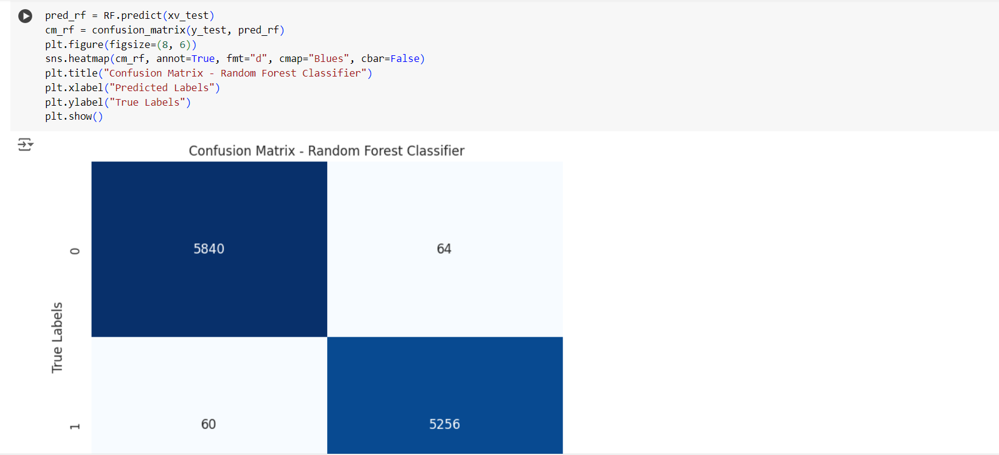 pred_rf = RF.predict(xv_test)
cm_rf = confusion_matrix(y_test, pred_rf)
plt.figure(figsize=(8, 6))
sns.heatmap(cm_rf, annot=True, fmt="d", cmap="Blues", cbar=False)
plt.title("Confusion Matrix - Random Forest Classifier")
plt.xlabel("Predicted Labels")
plt.ylabel("True Labels")
plt.show()
Confusion Matrix - Random Forest Classifier
0
5840
64
True Labels
1
60
5256